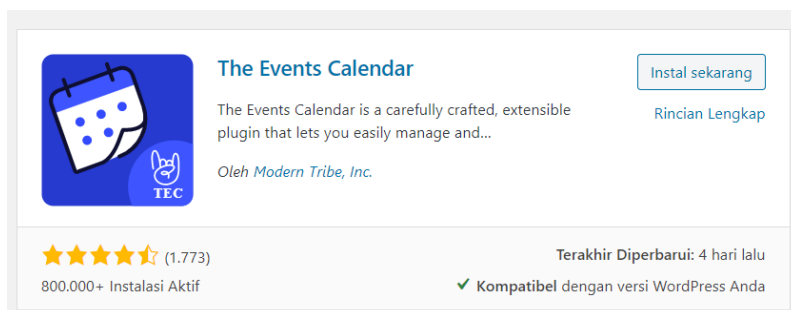 The Events Calendar
Instal sekarang
The Events Calendar is a carefully crafted, extensible
Rincian Lengkap
plugin that lets you easily manage and...
Oleh Modern Tribe, Inc.
TEC
(1.773)
Terakhir Diperbarui: 4 hari lalu
800.000+ Instalasi Aktif
Kompatibel dengan versi WordPress Anda